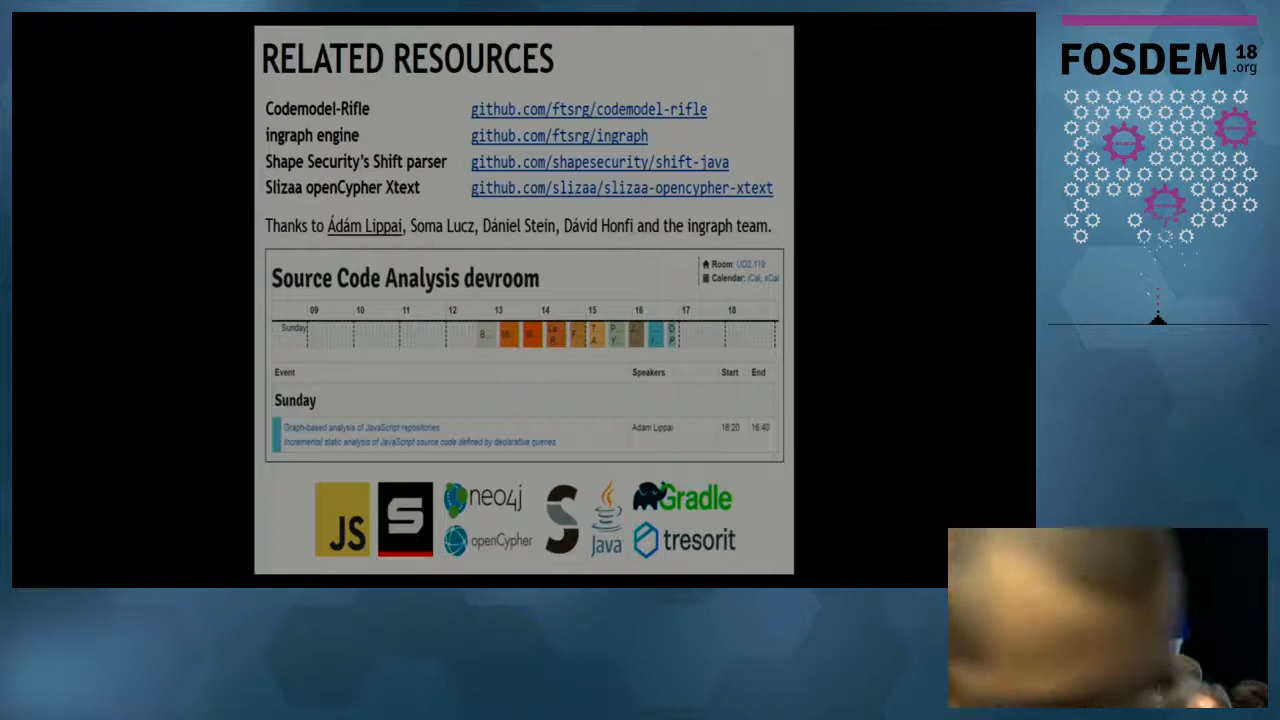 RELATED RESOURCES
Codemodel-Rifle github.com/ftsrg/codemodel-rifle
ingraph engine github.com/ftsrg/ingraph
Shape Security's Shift parser github.com/shapesecurity/shift-java
Slizaa openCypher Xtext github.com/slizaa/slizaa-opencypher-xtext
Thanks to Ádám Lippai, Soma Lucz, Dániel Stein, Dávid Honfi and the ingraph team.
Source Code Analysis devroom
Room: UD2.119
Calendar: iCal, xCal
09 10 11 12 13 14 15 16 17 18
Sunday
Event Speakers Start End
Sunday
Graph-based analysis of JavaScript repositories Adam Lippai 16:20 16:40
Incremental static analysis of JavaScript source code defined by declarative queries
JS
neo4j
openCypher
Java
Gradle
tresorit
FOSDEM 18
.org